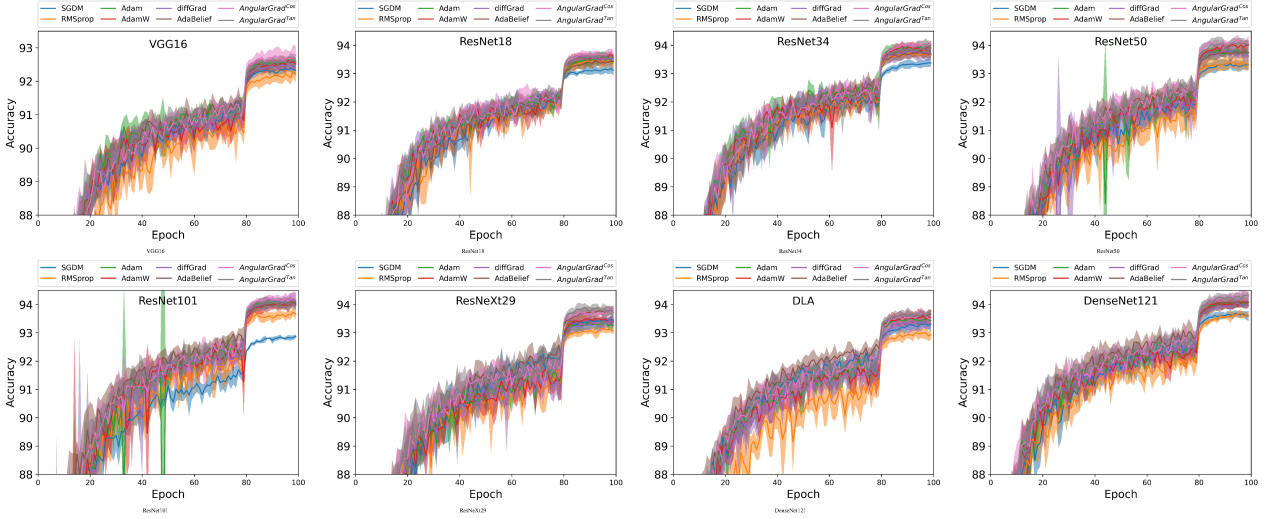 SGDM Adam diffGrad AngularGrad^Cos
RMSprop AdamW AdaBelief AngularGrad^Tan
VGG16
Accuracy
93
92
91
90
89
88
0 20 40 60 80 100
Epoch
VGG16
SGDM Adam diffGrad AngularGrad^Cos
RMSprop AdamW AdaBelief AngularGrad^Tan
ResNet18
Accuracy
94
93
92
91
90
89
88
0 20 40 60 80 100
Epoch
ResNet18
SGDM Adam diffGrad AngularGrad^Cos
RMSprop AdamW AdaBelief AngularGrad^Tan
ResNet34
Accuracy
94
93
92
91
90
89
88
0 20 40 60 80 100
Epoch
ResNet34
SGDM Adam diffGrad AngularGrad^Cos
RMSprop AdamW AdaBelief AngularGrad^Tan
ResNet50
Accuracy
94
93
92
91
90
89
88
0 20 40 60 80 100
Epoch
ResNet50
SGDM Adam diffGrad AngularGrad^Cos
RMSprop AdamW AdaBelief AngularGrad^Tan
ResNet101
Accuracy
94
93
92
91
90
89
88
0 20 40 60 80 100
Epoch
ResNet101
SGDM Adam diffGrad AngularGrad^Cos
RMSprop AdamW AdaBelief AngularGrad^Tan
ResNeXt29
Accuracy
94
93
92
91
90
89
88
0 20 40 60 80 100
Epoch
ResNeXt29
SGDM Adam diffGrad AngularGrad^Cos
RMSprop AdamW AdaBelief AngularGrad^Tan
DLA
Accuracy
94
93
92
91
90
89
88
0 20 40 60 80 100
Epoch
DenseNet121
SGDM Adam diffGrad AngularGrad^Cos
RMSprop AdamW AdaBelief AngularGrad^Tan
DenseNet121
Accuracy
94
93
92
91
90
89
88
0 20 40 60 80 100
Epoch